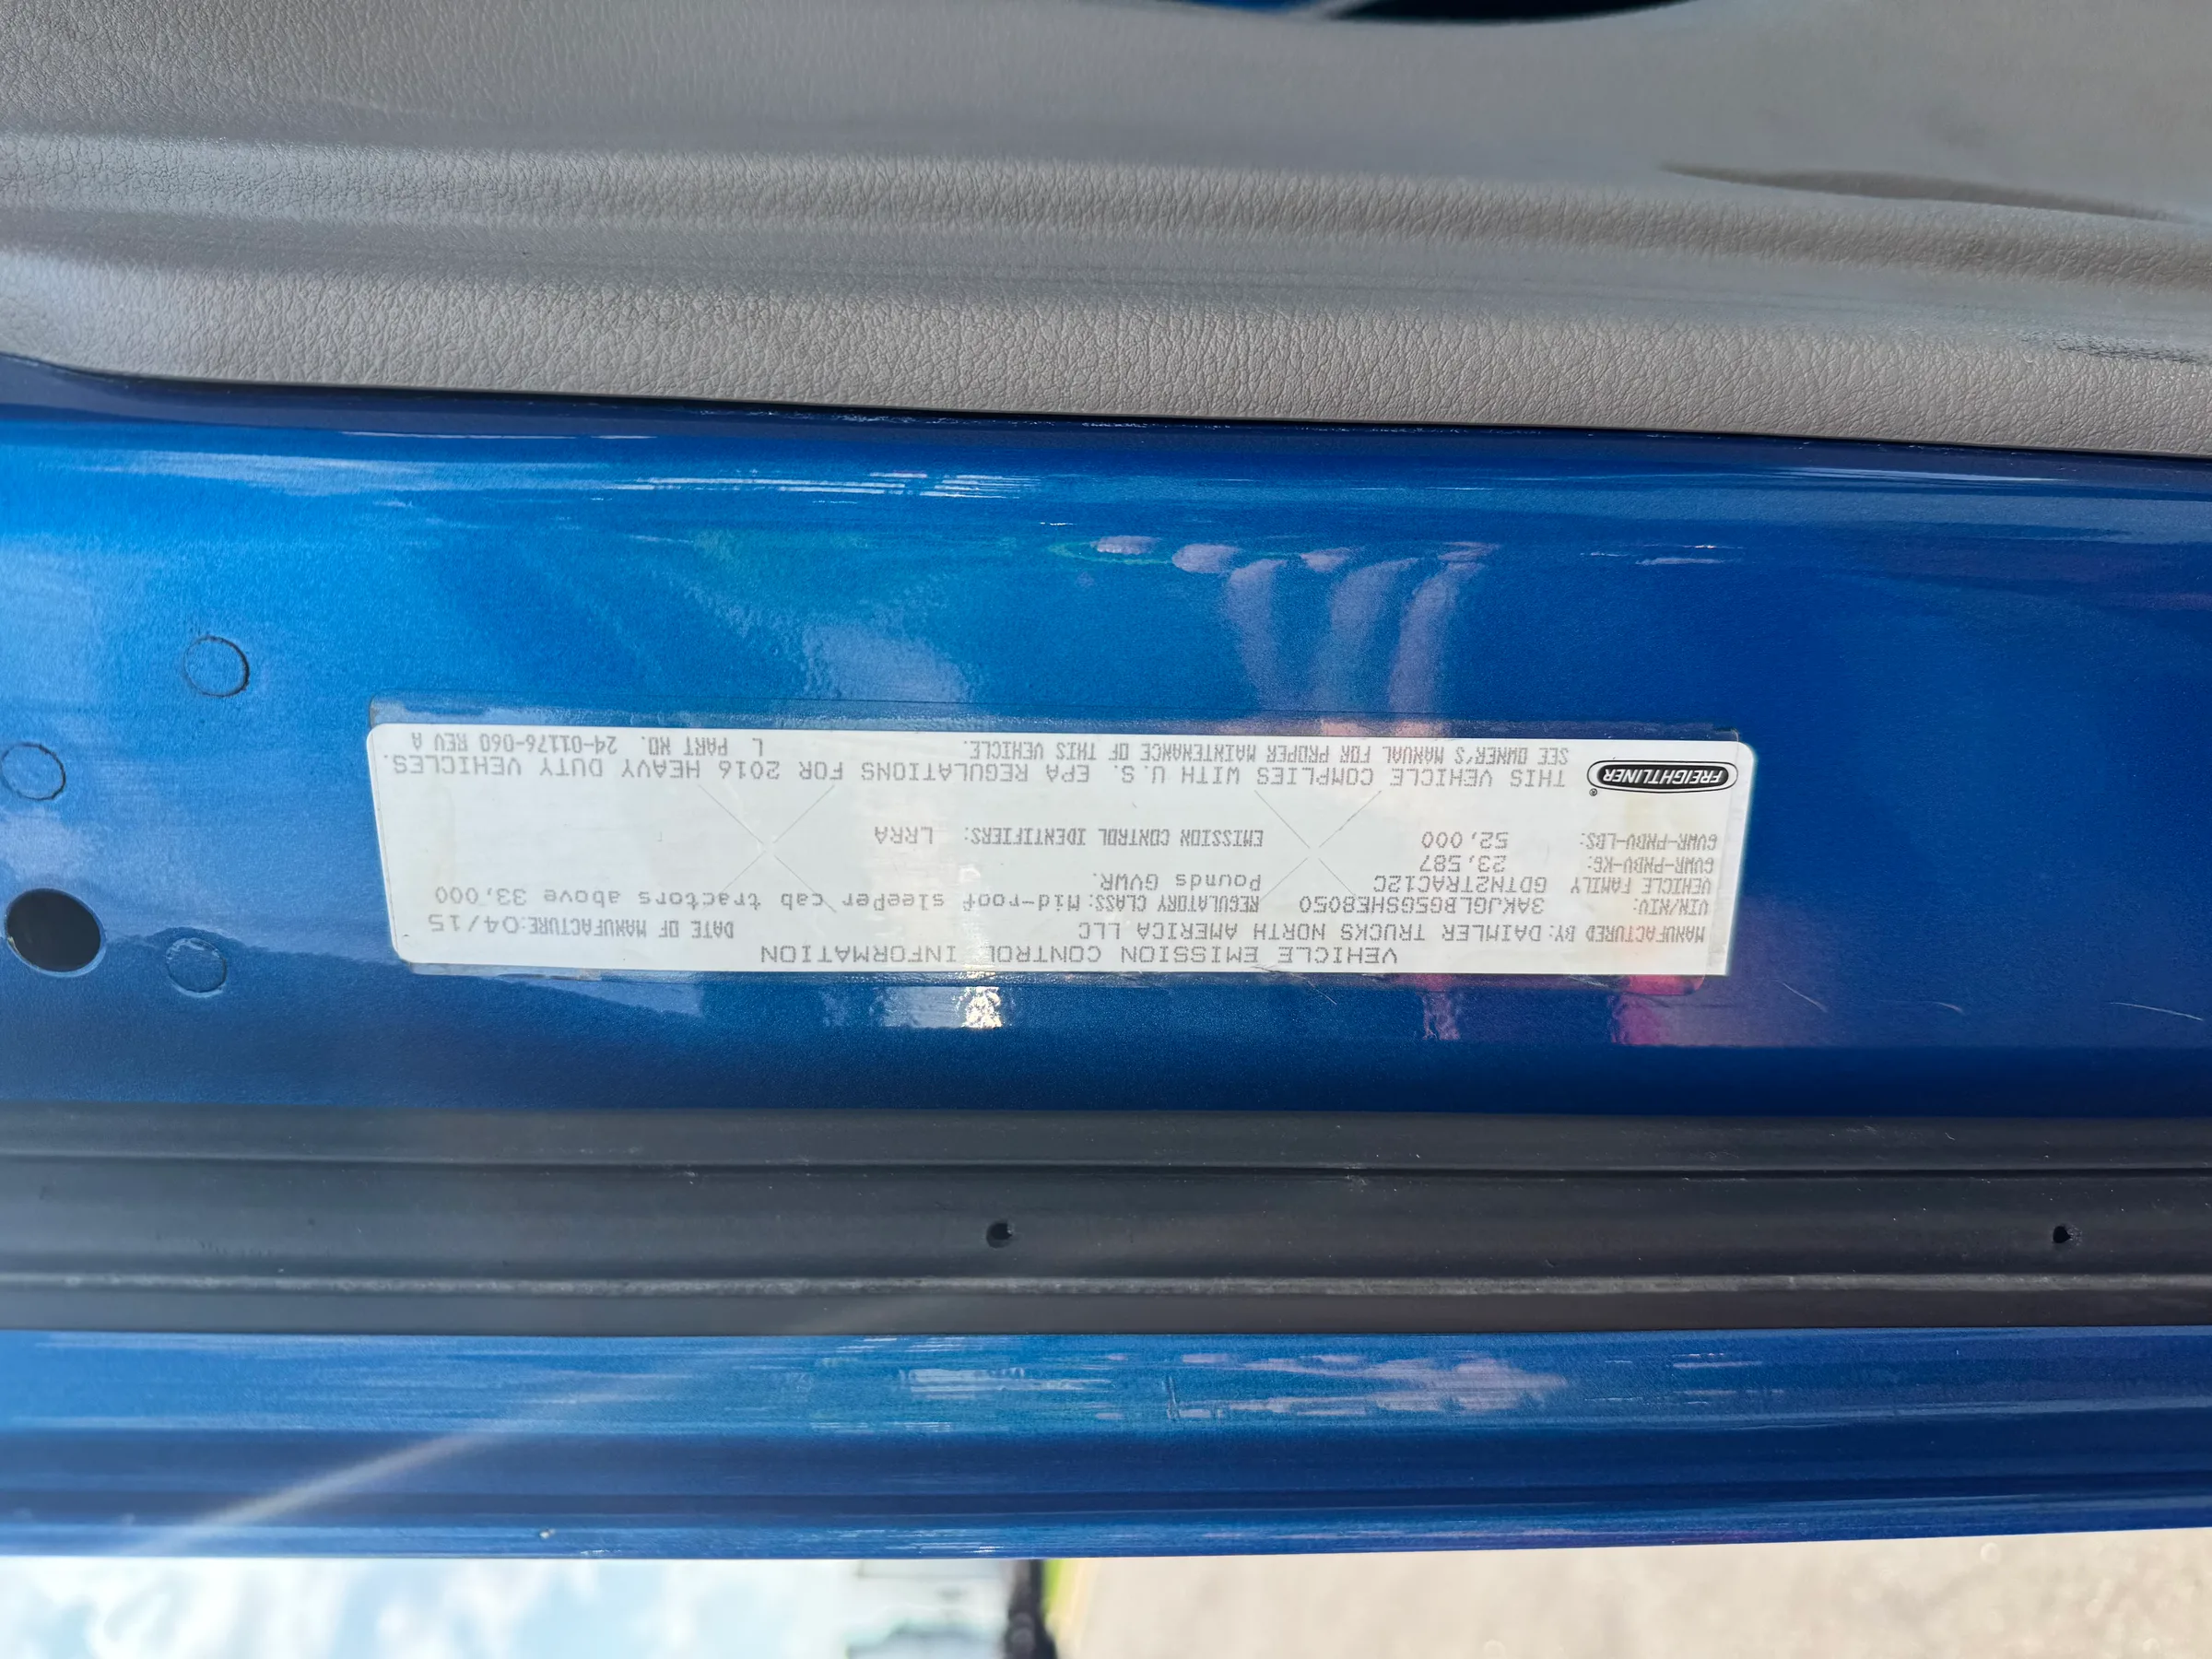 VEHICLE EMISSION CONTROL INFORMATION
MANUFACTURED BY: DAIMLER TRUCKS NORTH AMERICA LLC DATE OF MANUFACTURE: 04/15
VIN/NIV: 3AKJGLBG5GSHE8050 REGULATORY CLASS: Mid-roof sleeper cab tractors above 33,000
VEHICLE FAMILY GDTN2TRAC12C Pounds GVWR.
GVWR-PNBV-KG: 23,587
GVWR-PNBV-LBS: 52,000 EMISSION CONTROL IDENTIFIERS: LRRA
FREIGHTLINER®
THIS VEHICLE COMPLIES WITH U.S. EPA REGULATIONS FOR 2016 HEAVY DUTY VEHICLES.
SEE OWNER'S MANUAL FOR PROPER MAINTENANCE OF THIS VEHICLE. L PART NO. 24-01176-060 REV A